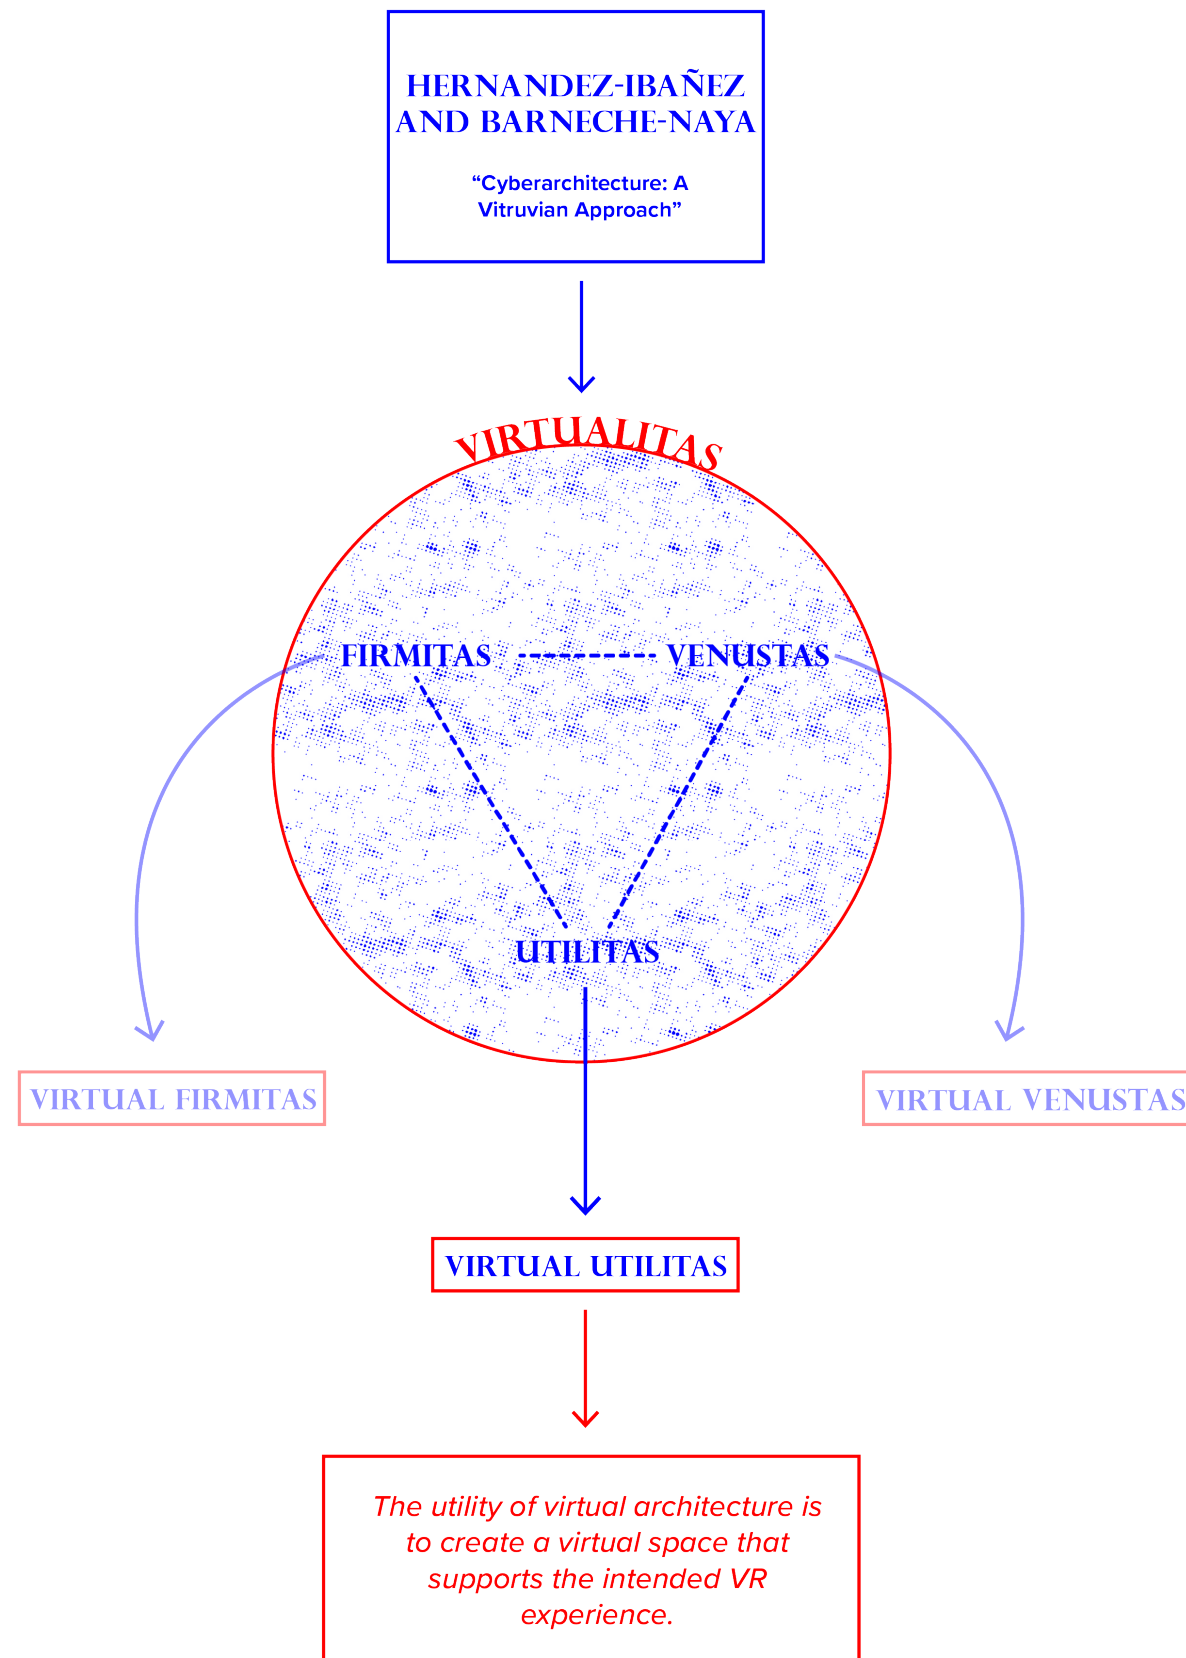 HERNANDEZ-IBAÑEZ
AND BARNECHE-NAYA
“Cyberarchitecture: A
Vitruvian Approach”
VIRTUALITAS
FIRMITAS
VENUSTAS
UTILITAS
VIRTUAL FIRMITAS
VIRTUAL VENUSTAS
VIRTUAL UTILITAS
The utility of virtual architecture is
to create a virtual space that
supports the intended VR
experience.